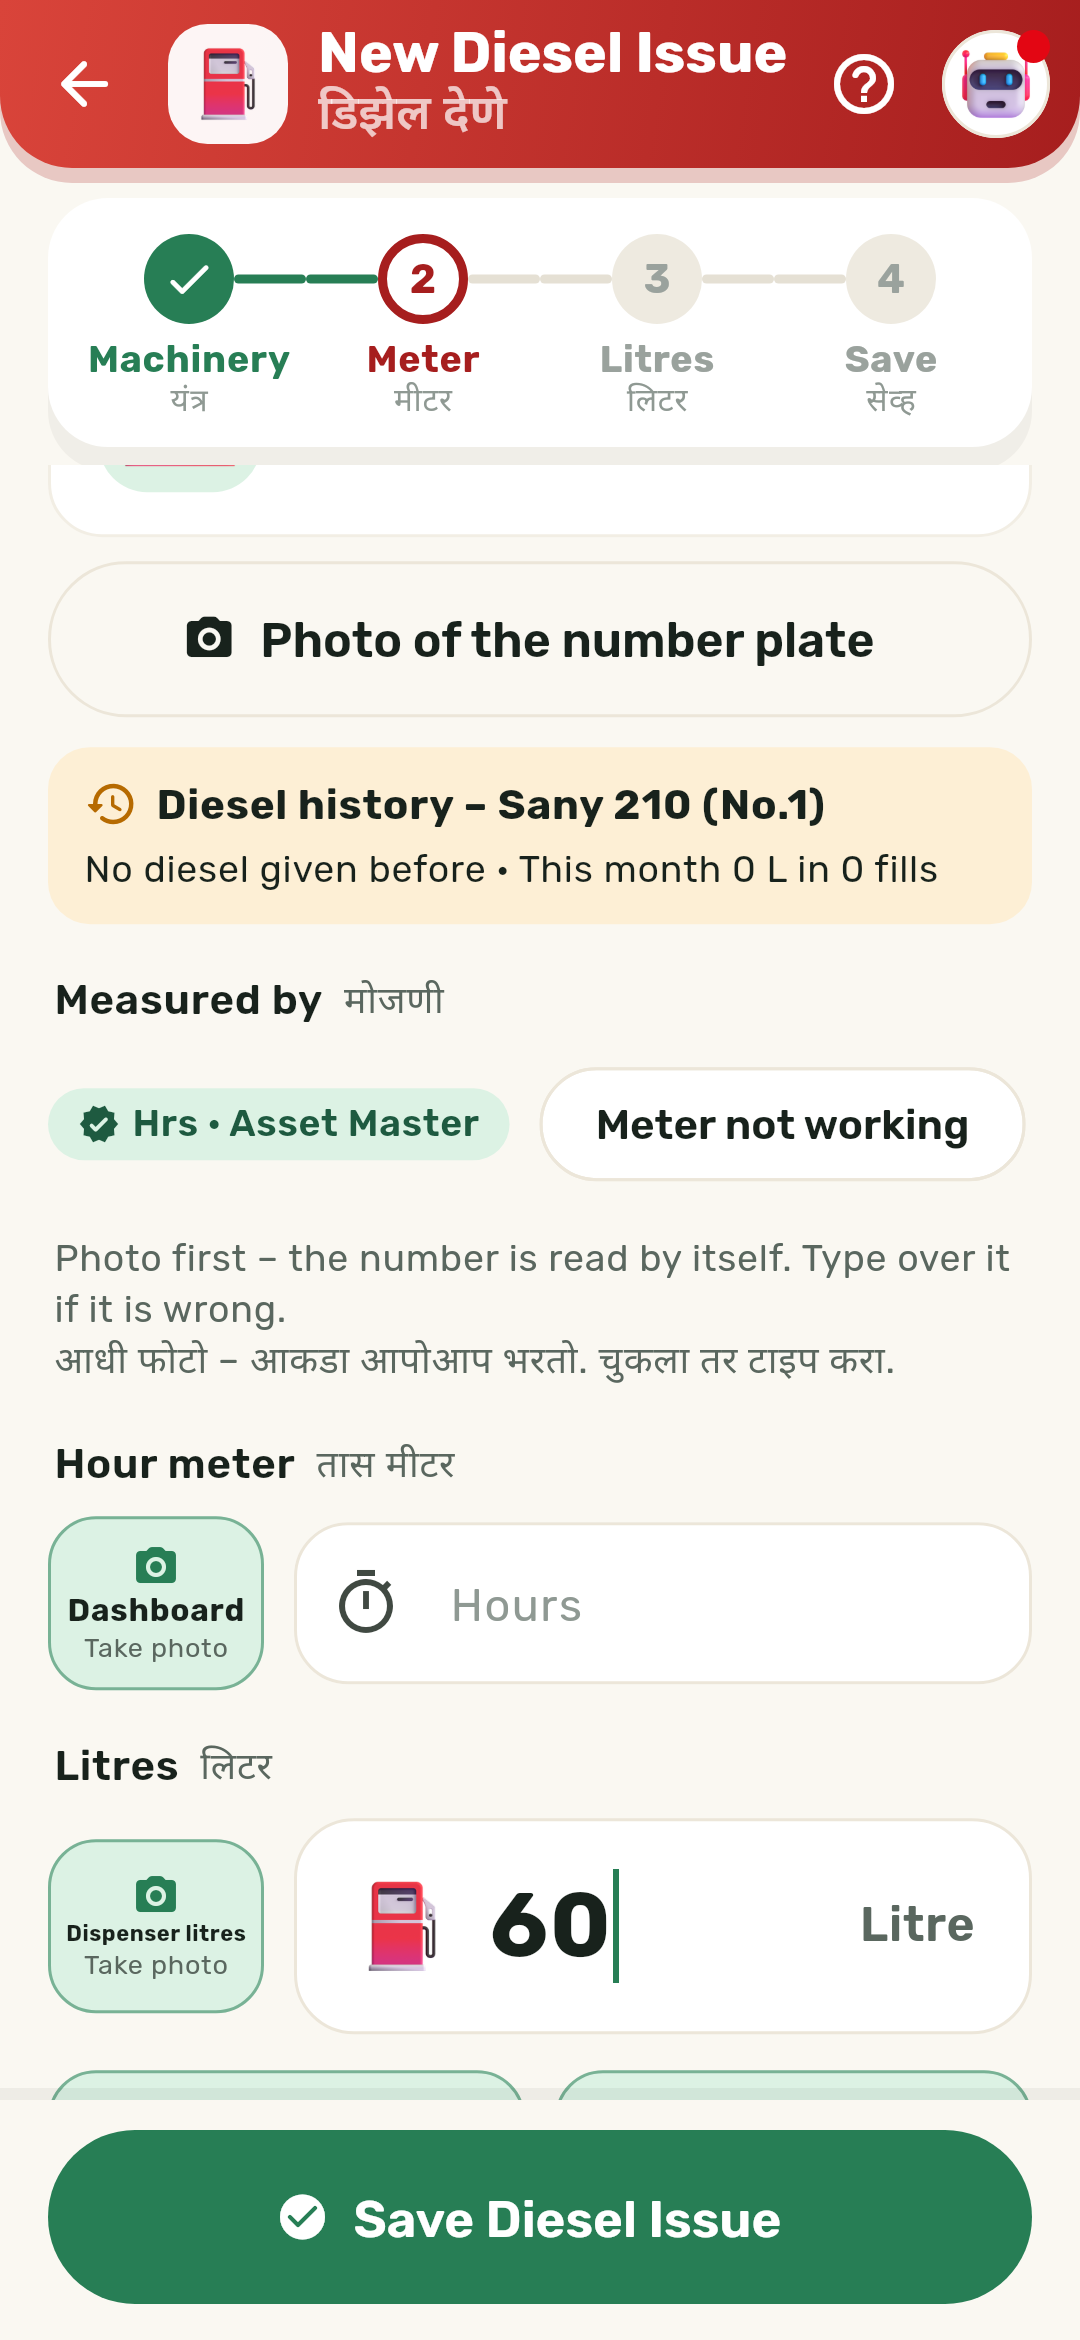 New Diesel Issue
डिझेल देणे
2
3
4
Machinery
Meter
Litres
Save
यंत्र
मीटर
लिटर
सेव्ह
Photo of the number plate
Diesel history – Sany 210 (No.1)
No diesel given before • This month 0 L in 0 fills
Measured by मोजणी
Hrs • Asset Master
Meter not working
Photo first – the number is read by itself. Type over it
if it is wrong.
आधी फोटो – आकडा आपोआप भरतो. चुकला तर टाइप करा.
Hour meter तास मीटर
Dashboard
Take photo
Hours
Litres लिटर
Dispenser litres
Take photo
60
Litre
Save Diesel Issue